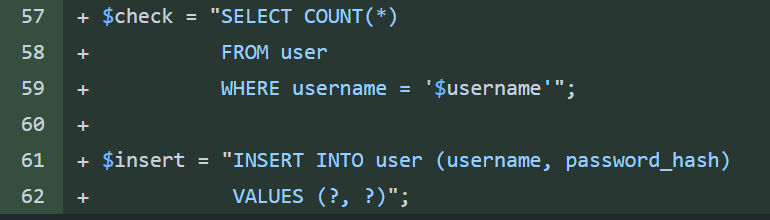 57 + $check = "SELECT COUNT(*)
58 + FROM user
59 + WHERE username = '$username'";
60 +
61 + $insert = "INSERT INTO user (username, password_hash)
62 + VALUES (?, ?)";